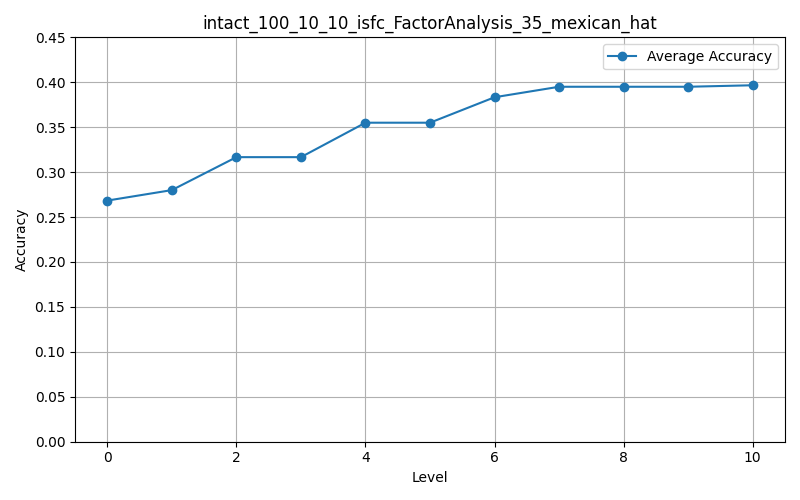 intact_100_10_10_isfc_FactorAnalysis_35_mexican_hat
Average Accuracy
0.45
0.40
0.35
0.30
0.25
0.20
0.15
0.10
0.05
0.00
Accuracy
0 2 4 6 8 10
Level